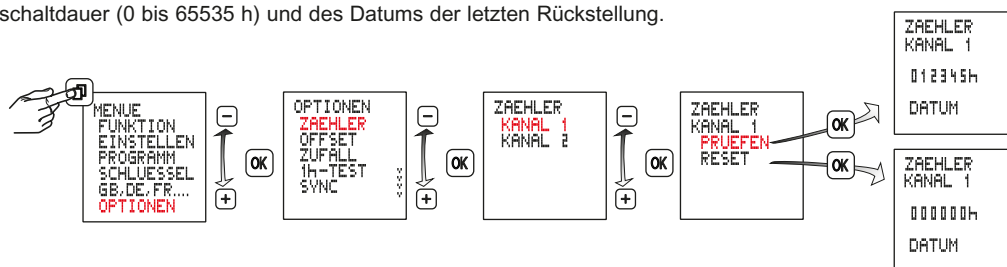 schaltdauer (0 bis 65535 h) und des Datums der letzten Rückstellung.
MENUE
FUNKTION
EINSTELLEN
PROGRAMM
SCHLUESSEL
GB,DE,FR....
OPTIONEN
−
OK
+
OPTIONEN
ZAEHLER
OFFSET
ZUFALL
1h-TEST
SYNC
−
OK
+
ZAEHLER
KANAL 1
KANAL 2
−
OK
+
ZAEHLER
KANAL 1
PRUEFEN
RESET
OK
OK
ZAEHLER
KANAL 1
012345h
DATUM
ZAEHLER
KANAL 1
000000h
DATUM